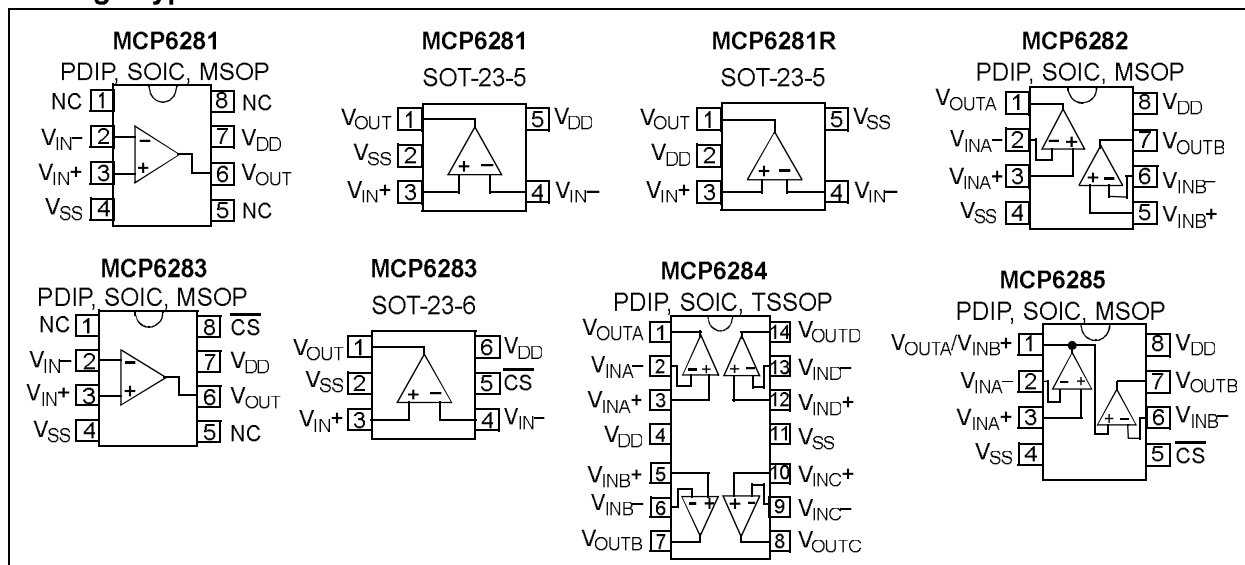 MCP6281
PDIP, SOIC, MSOP
NC 1
8 NC
VIN– 2
7 VDD
VIN+ 3
6 VOUT
VSS 4
5 NC
– +
MCP6281
SOT-23-5
VOUT 1
5 VDD
VSS 2
VIN+ 3
4 VIN–
+ –
MCP6281R
SOT-23-5
VOUT 1
5 VSS
VDD 2
VIN+ 3
4 VIN–
+ –
MCP6282
PDIP, SOIC, MSOP
VOUTA 1
8 VDD
VINA– 2
7 VOUTB
VINA+ 3
6 VINB–
VSS 4
5 VINB+
- +
+ -
MCP6283
PDIP, SOIC, MSOP
NC 1
8 CS
VIN– 2
7 VDD
VIN+ 3
6 VOUT
VSS 4
5 NC
– +
MCP6283
SOT-23-6
VOUT 1
6 VDD
VSS 2
5 CS
VIN+ 3
4 VIN–
+ –
MCP6284
PDIP, SOIC, TSSOP
VOUTA 1
14 VOUTD
VINA– 2
13 VIND–
VINA+ 3
12 VIND+
VDD 4
11 VSS
VINB+ 5
10 VINC+
VINB– 6
9 VINC–
VOUTB 7
8 VOUTC
- + + -
- + + -
MCP6285
PDIP, SOIC, MSOP
VOUTA/VINB+ 1
8 VDD
VINA– 2
7 VOUTB
VINA+ 3
6 VINB–
VSS 4
5 CS
- +
+ -